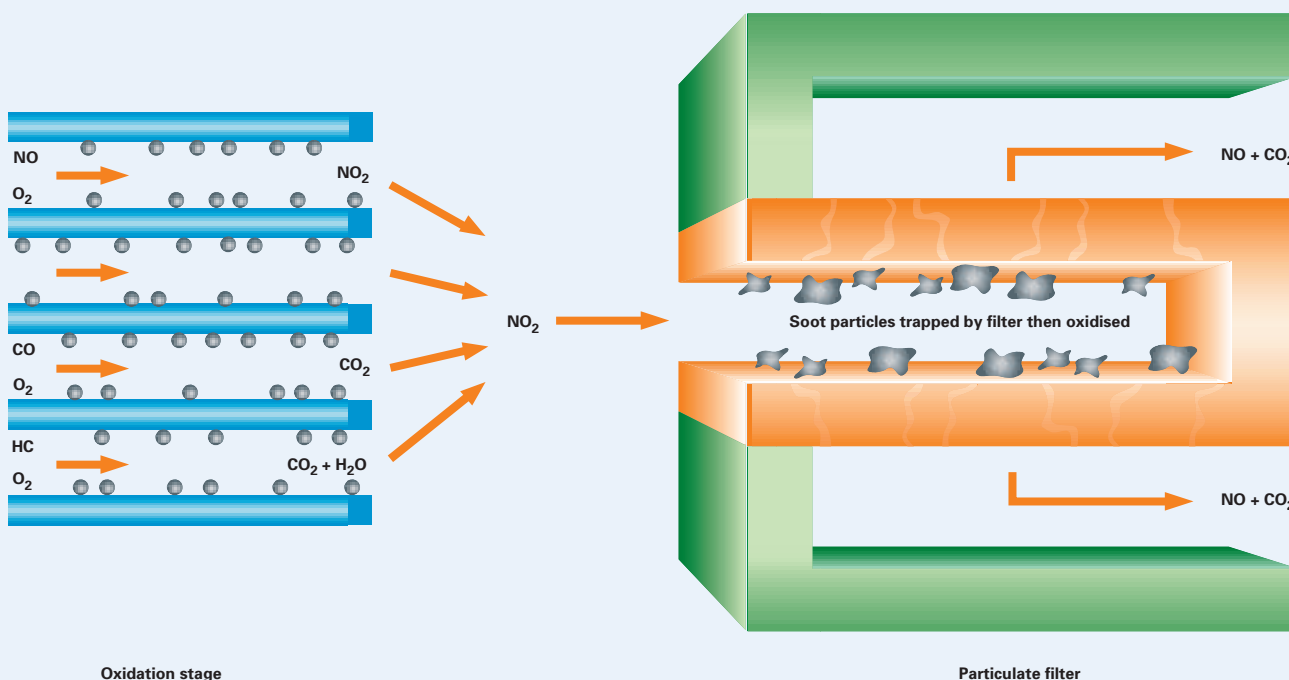 NO
NO₂
O₂
CO
CO₂
O₂
HC
CO₂ + H₂O
O₂
NO₂
Soot particles trapped by filter then oxidised
NO + CO₂
NO + CO₂
Oxidation stage
Particulate filter